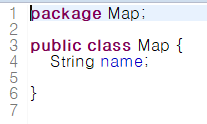 1 package Map;
2
3 public class Map {
4     String name;
5
6 }
7